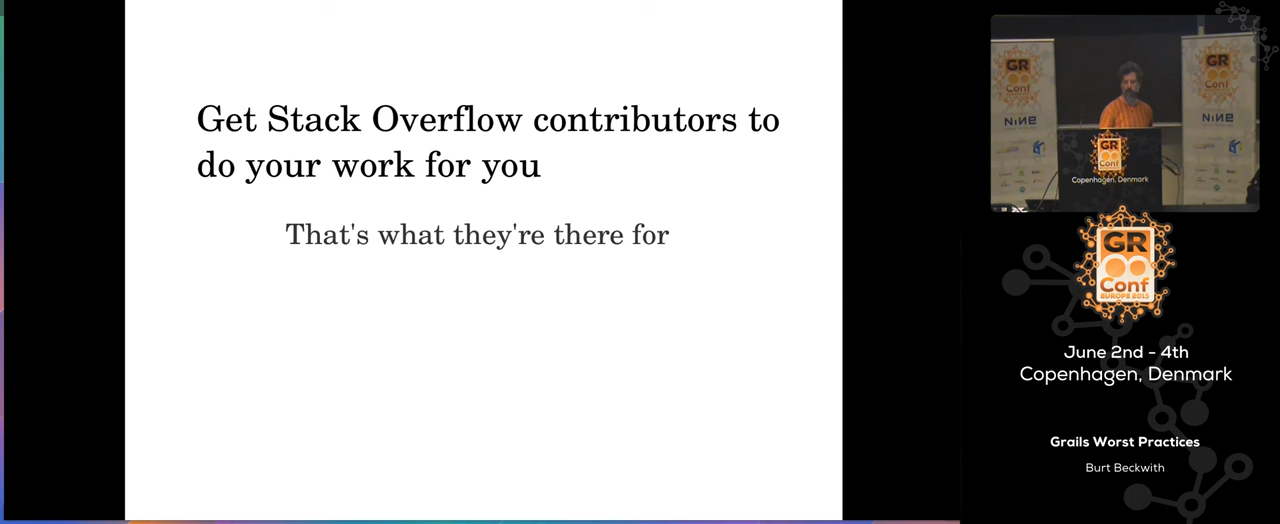 Get Stack Overflow contributors to
do your work for you
That's what they're there for
GR
Conf
NINE
GR
Conf
NINE
GR
Conf
Copenhagen, Denmark
GR
Conf
EUROPE 2015
June 2nd - 4th
Copenhagen, Denmark
Grails Worst Practices
Burt Beckwith